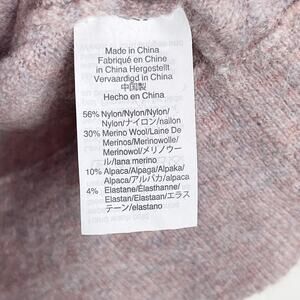 Made in China
Fabriqué en Chine
in China Hergestellt
Vervaardigd in China
中国製
Hecho en China
56% Nylon/Nylon/Nylon/
Nylon/ナイロン/nailon
30% Merino Wool/Laine De
Merinos/Merinowolle/
Merinowol/メリノウー
ル/lana merino
10% Alpaca/Alpaga/Alpaka/
Alpaca/アルパカ/alpaca
4% Elastane/Élasthanne/
Elastan/Elastaan/エラス
テーン/elastano